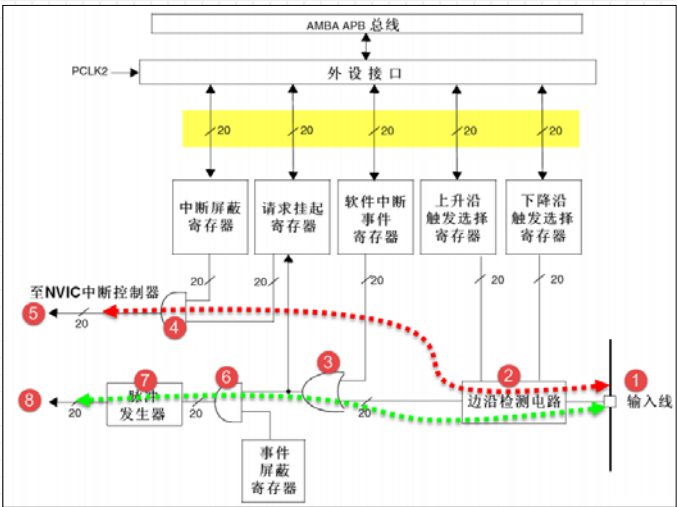 AMBA APB 总线
PCLK2
外 设 接 口
20
20
20
20
20
中断屏蔽
寄存器
请求挂起
寄存器
软件中断
事件
寄存器
上升沿
触发选择
寄存器
下降沿
触发选择
寄存器
20
20
20
20
20
至NVIC中断控制器
5
20
4
3
2
1
输入线
边沿检测电路
8
20
7
脉冲
发生器
20
6
20
事件
屏蔽
寄存器